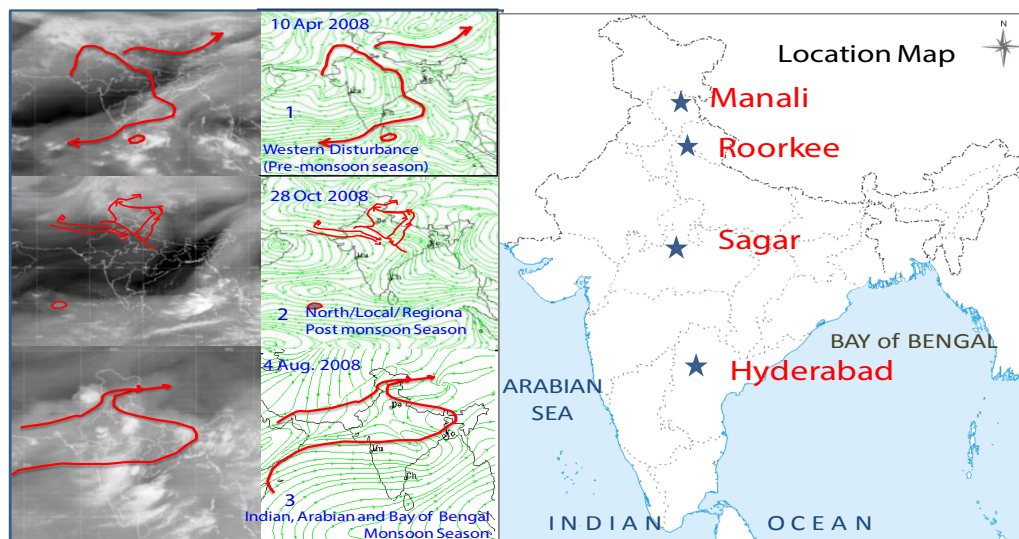 10 Apr 2008
1
Western Disturbance
(Pre-monsoon season)
28 Oct 2008
2
North/Local/Regiona
Post monsoon Season
4 Aug. 2008
3
Indian, Arabian and Bay of Bengal
Monsoon Season
N
Location Map
Manali
Roorkee
Sagar
Hyderabad
BAY of BENGAL
ARABIAN
SEA
INDIAN OCEAN